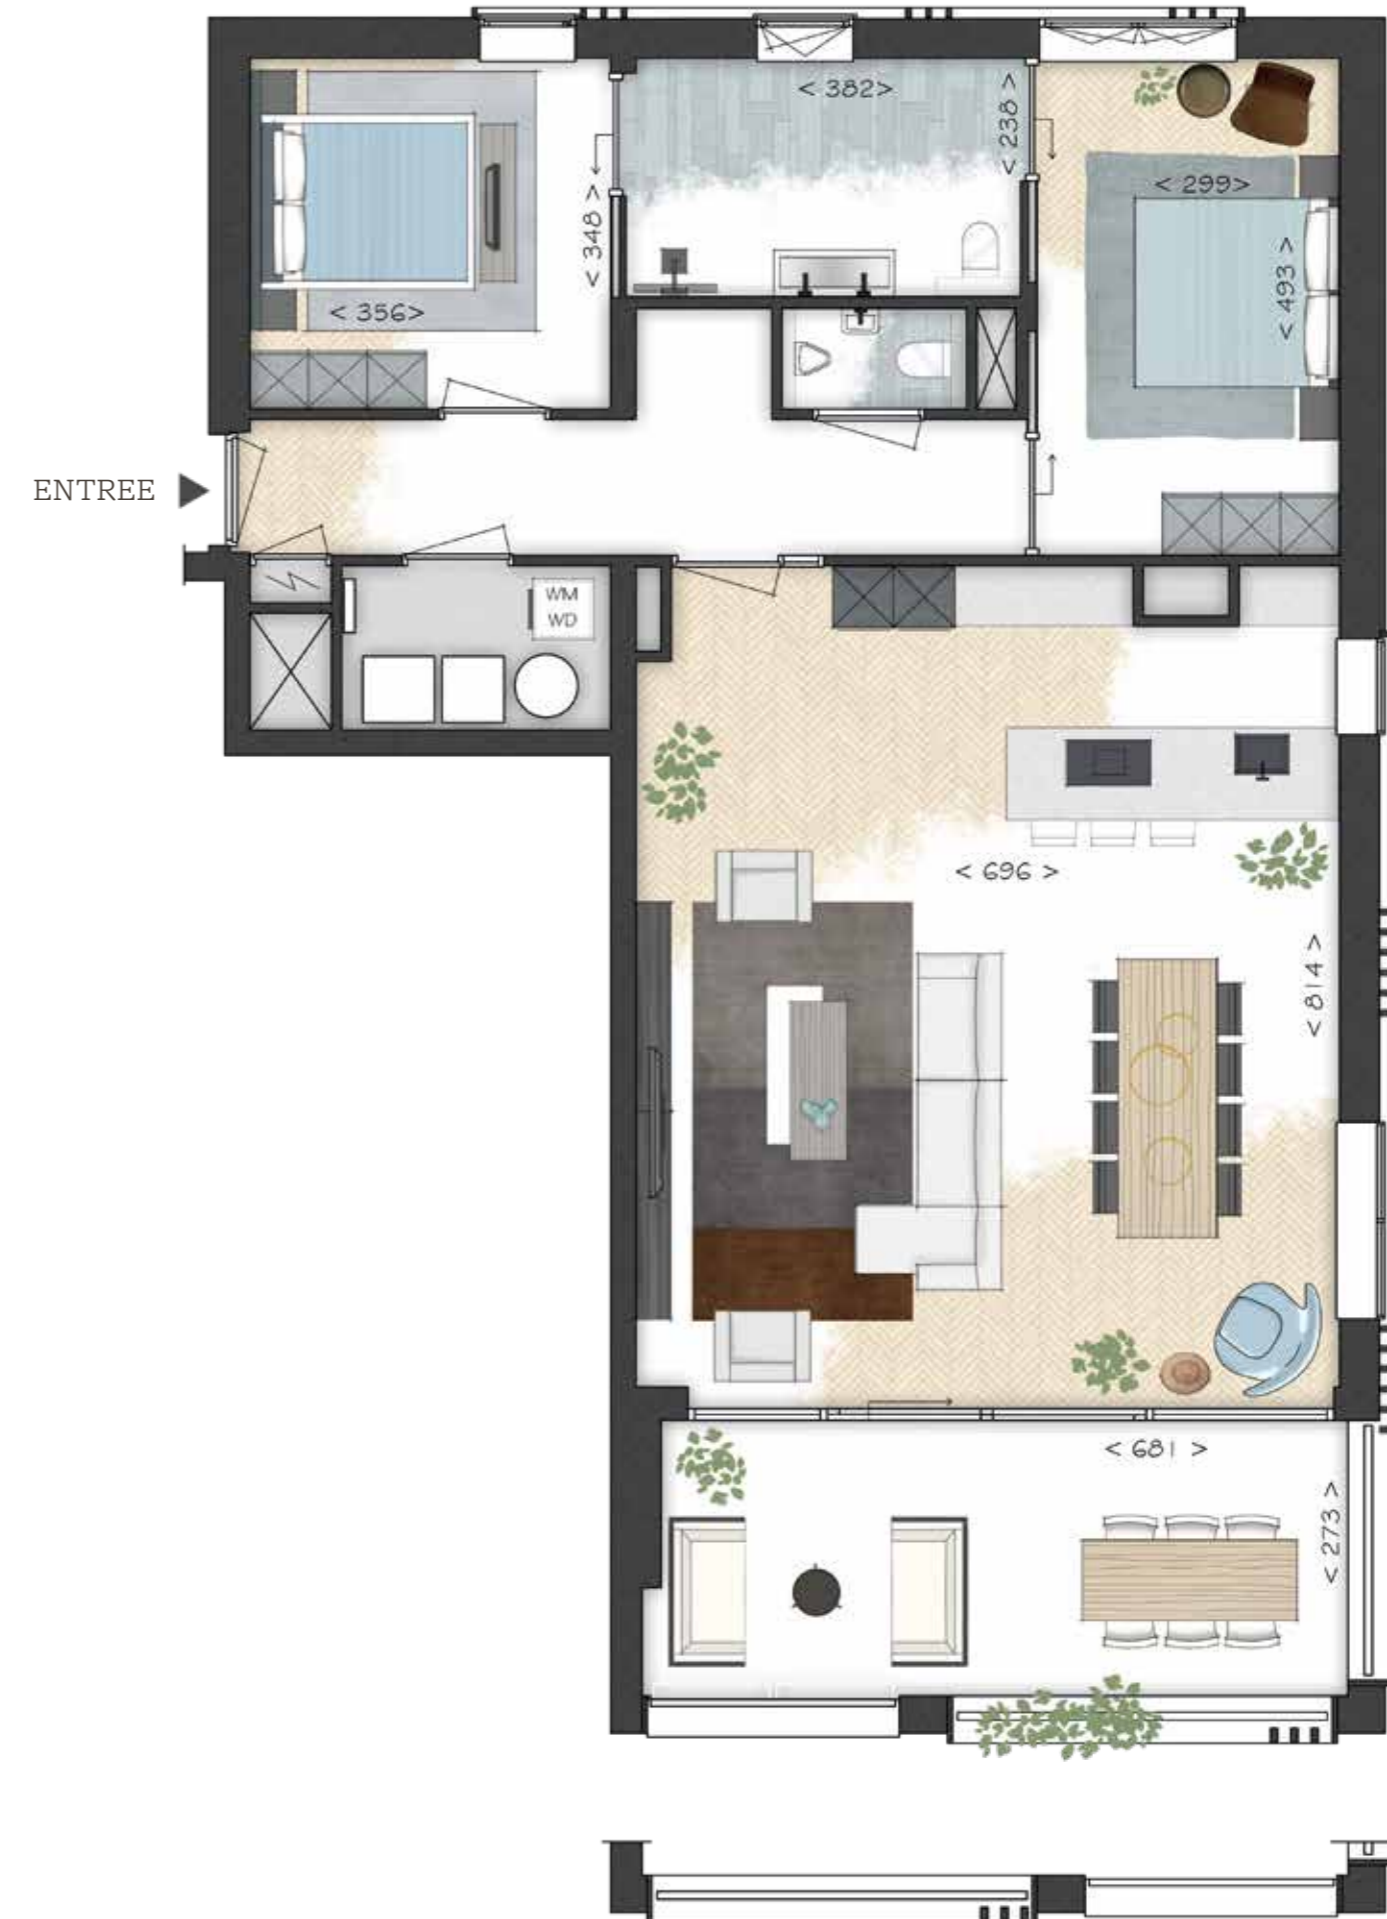 < 382>
< 238 >
< 299>
< 348 >
< 493 >
< 356>
ENTREE
WM
WD
< 696 >
< 814 >
< 681 >
< 273 >